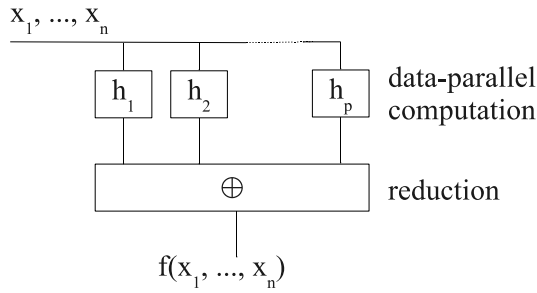 x₁, ..., xₙ
h₁ h₂ hₚ data-parallel
computation
⊕ reduction
f(x₁, ..., xₙ)